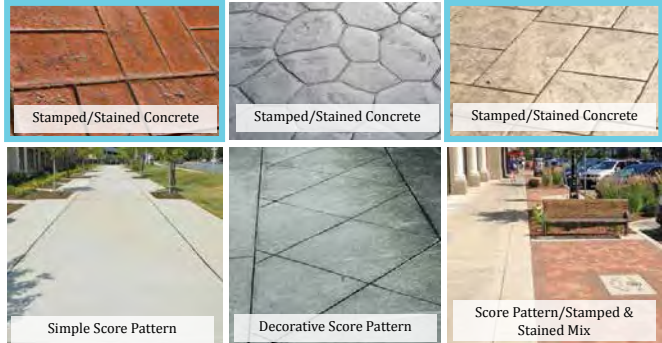 Stamped/Stained Concrete
Stamped/Stained Concrete
Stamped/Stained Concrete
Simple Score Pattern
Decorative Score Pattern
Score Pattern/Stamped &
Stained Mix